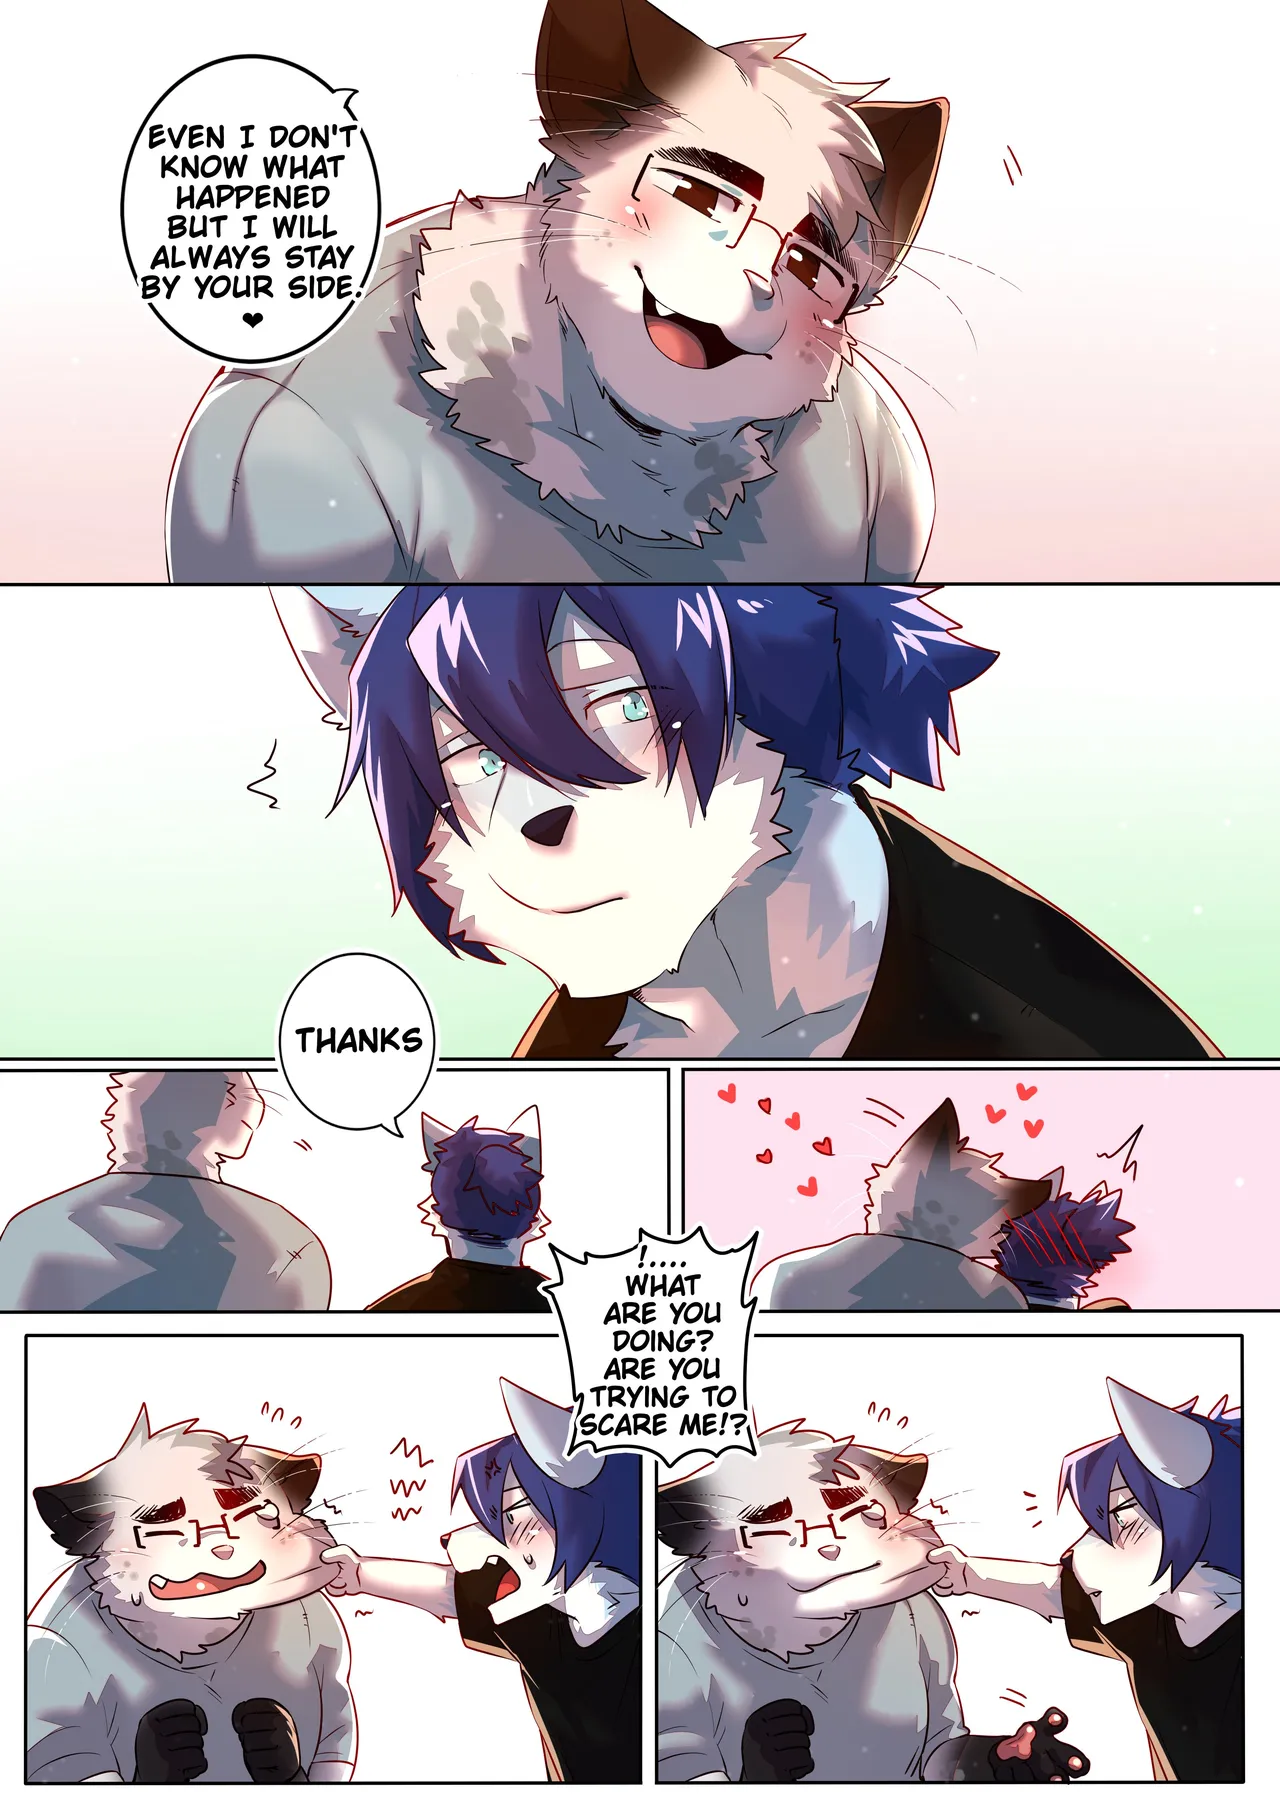 EVEN I DON'T
KNOW WHAT
HAPPENED
BUT I WILL
ALWAYS STAY
BY YOUR SIDE.
❤
THANKS
!....
WHAT
ARE YOU
DOING?
ARE YOU
TRYING TO
SCARE ME!?